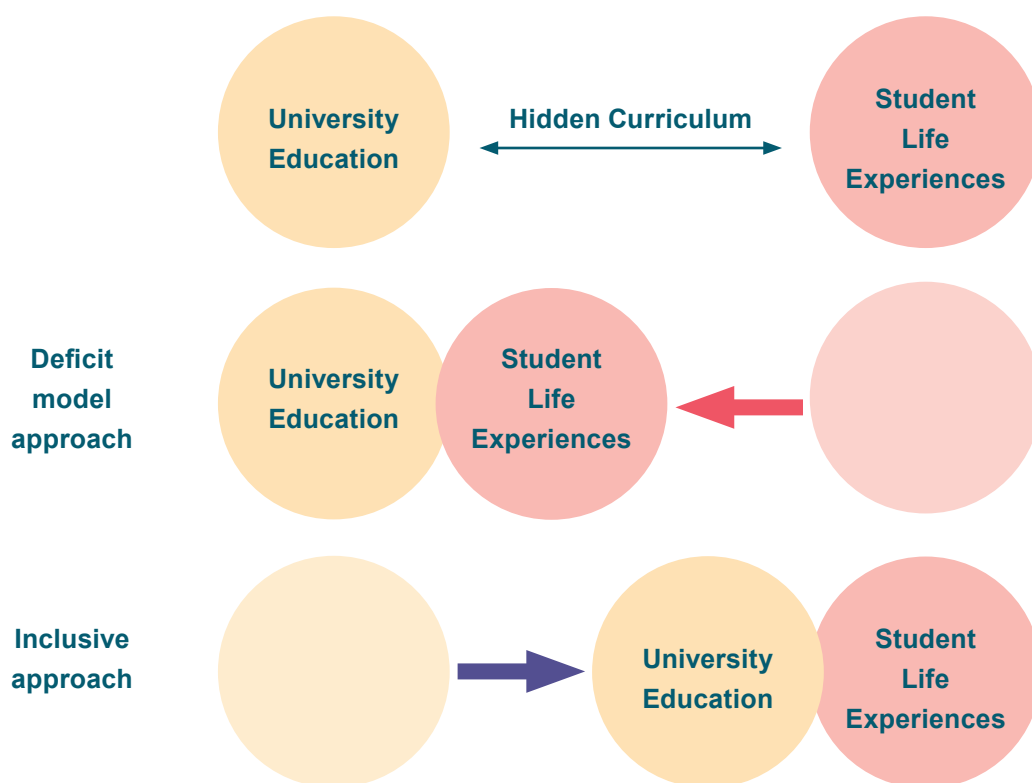 University
Education
Hidden Curriculum
Student
Life
Experiences
Deficit
model
approach
University
Education
Student
Life
Experiences
Inclusive
approach
University
Education
Student
Life
Experiences